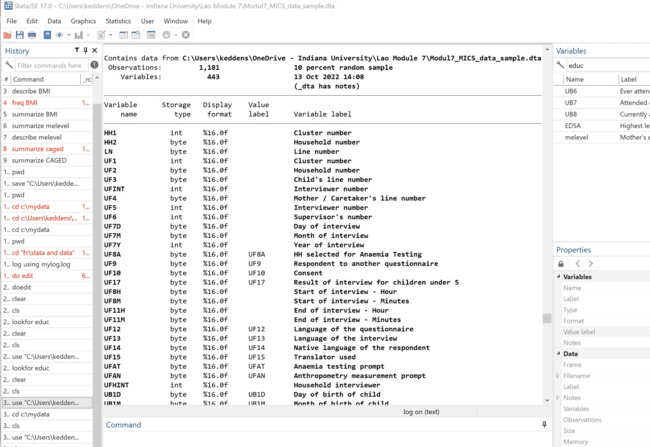 Stata/SE 17.0 - C:\Users\keddens\OneDrive - Indiana University\Lao Module 7\Modul7_MICS_data_sample.dta
File Edit Data Graphics Statistics User Window Help
History
Filter commands here
# Command _rc
3 describe BMI
4 freq BMI 1...
5 summarize BMI
6 summarize melevel
7 describe melevel
8 summarize caged 1...
9 summarize CAGED
1.. pwd
1.. save "C:\Users\kedde...
1.. pwd
1.. cd c\mydata 1...
1.. cd c:\Users\keddens\... 1...
1.. cd c\mydata
1.. pwd
1.. cd "h:\stata and data" 1...
1.. log using mylog.log
1.. do edit 6...
2.. doedit
2.. clear
2.. cls
2.. lookfor educ
2.. clear
2.. cls
2.. use "C:\Users\kedden...
2.. lookfor educ
2.. clear
2.. cls
3.. use "C:\Users\kedden...
3.. cd c\mydata
3.. cls
3.. use "C:\Users\kedden...
Contains data from C:\Users\keddens\OneDrive - Indiana University\Lao Module 7\Modul7_MICS_data_sample.dta
Observations: 1,181 10 percent random sample
Variables: 443 13 Oct 2022 14:08
(_dta has notes)
Variable Storage Display Value
name type format label Variable label
HH1 int %16.0f Cluster number
HH2 byte %16.0f Household number
LN byte %16.0f Line number
UF1 int %16.0f Cluster number
UF2 byte %16.0f Household number
UF3 byte %16.0f Child's line number
UFINT int %16.0f Interviewer number
UF4 byte %16.0f Mother / Caretaker's line number
UF5 int %16.0f Interviewer number
UF6 int %16.0f Supervisor's number
UF7D byte %16.0f Day of interview
UF7M byte %16.0f Month of interview
UF7Y int %16.0f Year of interview
UF8A byte %16.0f UF8A HH selected for Anaemia Testing
UF9 byte %16.0f UF9 Respondent to another questionnaire
UF10 byte %16.0f UF10 Consent
UF17 byte %16.0f UF17 Result of interview for children under 5
UF8H byte %16.0f Start of interview - Hour
UF8M byte %16.0f Start of interview - Minutes
UF11H byte %16.0f End of interview - Hour
UF11M byte %16.0f End of interview - Minutes
UF12 byte %16.0f UF12 Language of the questionnaire
UF13 byte %16.0f UF13 Language of the interview
UF14 byte %16.0f UF14 Native language of the respondent
UF15 byte %16.0f UF15 Translator used
UFAT byte %16.0f UFAT Anaemia testing prompt
UFAN byte %16.0f UFAN Anthropometry measurement prompt
UFHINT int %16.0f Household interviewer
UB1D byte %16.0f UB1D Day of birth of child
UB1M byte %16.0f UB1M Month of birth of child
log on (text)
Command
Variables
educ
Name Label
UB6 Ever atten
UB7 Attended e
UB8 Currently a
ED5A Highest le
melevel Mother's e
Properties
Variables
Name
Label
Type
Format
Value label
Notes
Data
Frame
Filename
Label
Notes
Variables
Observations
Size
Memory